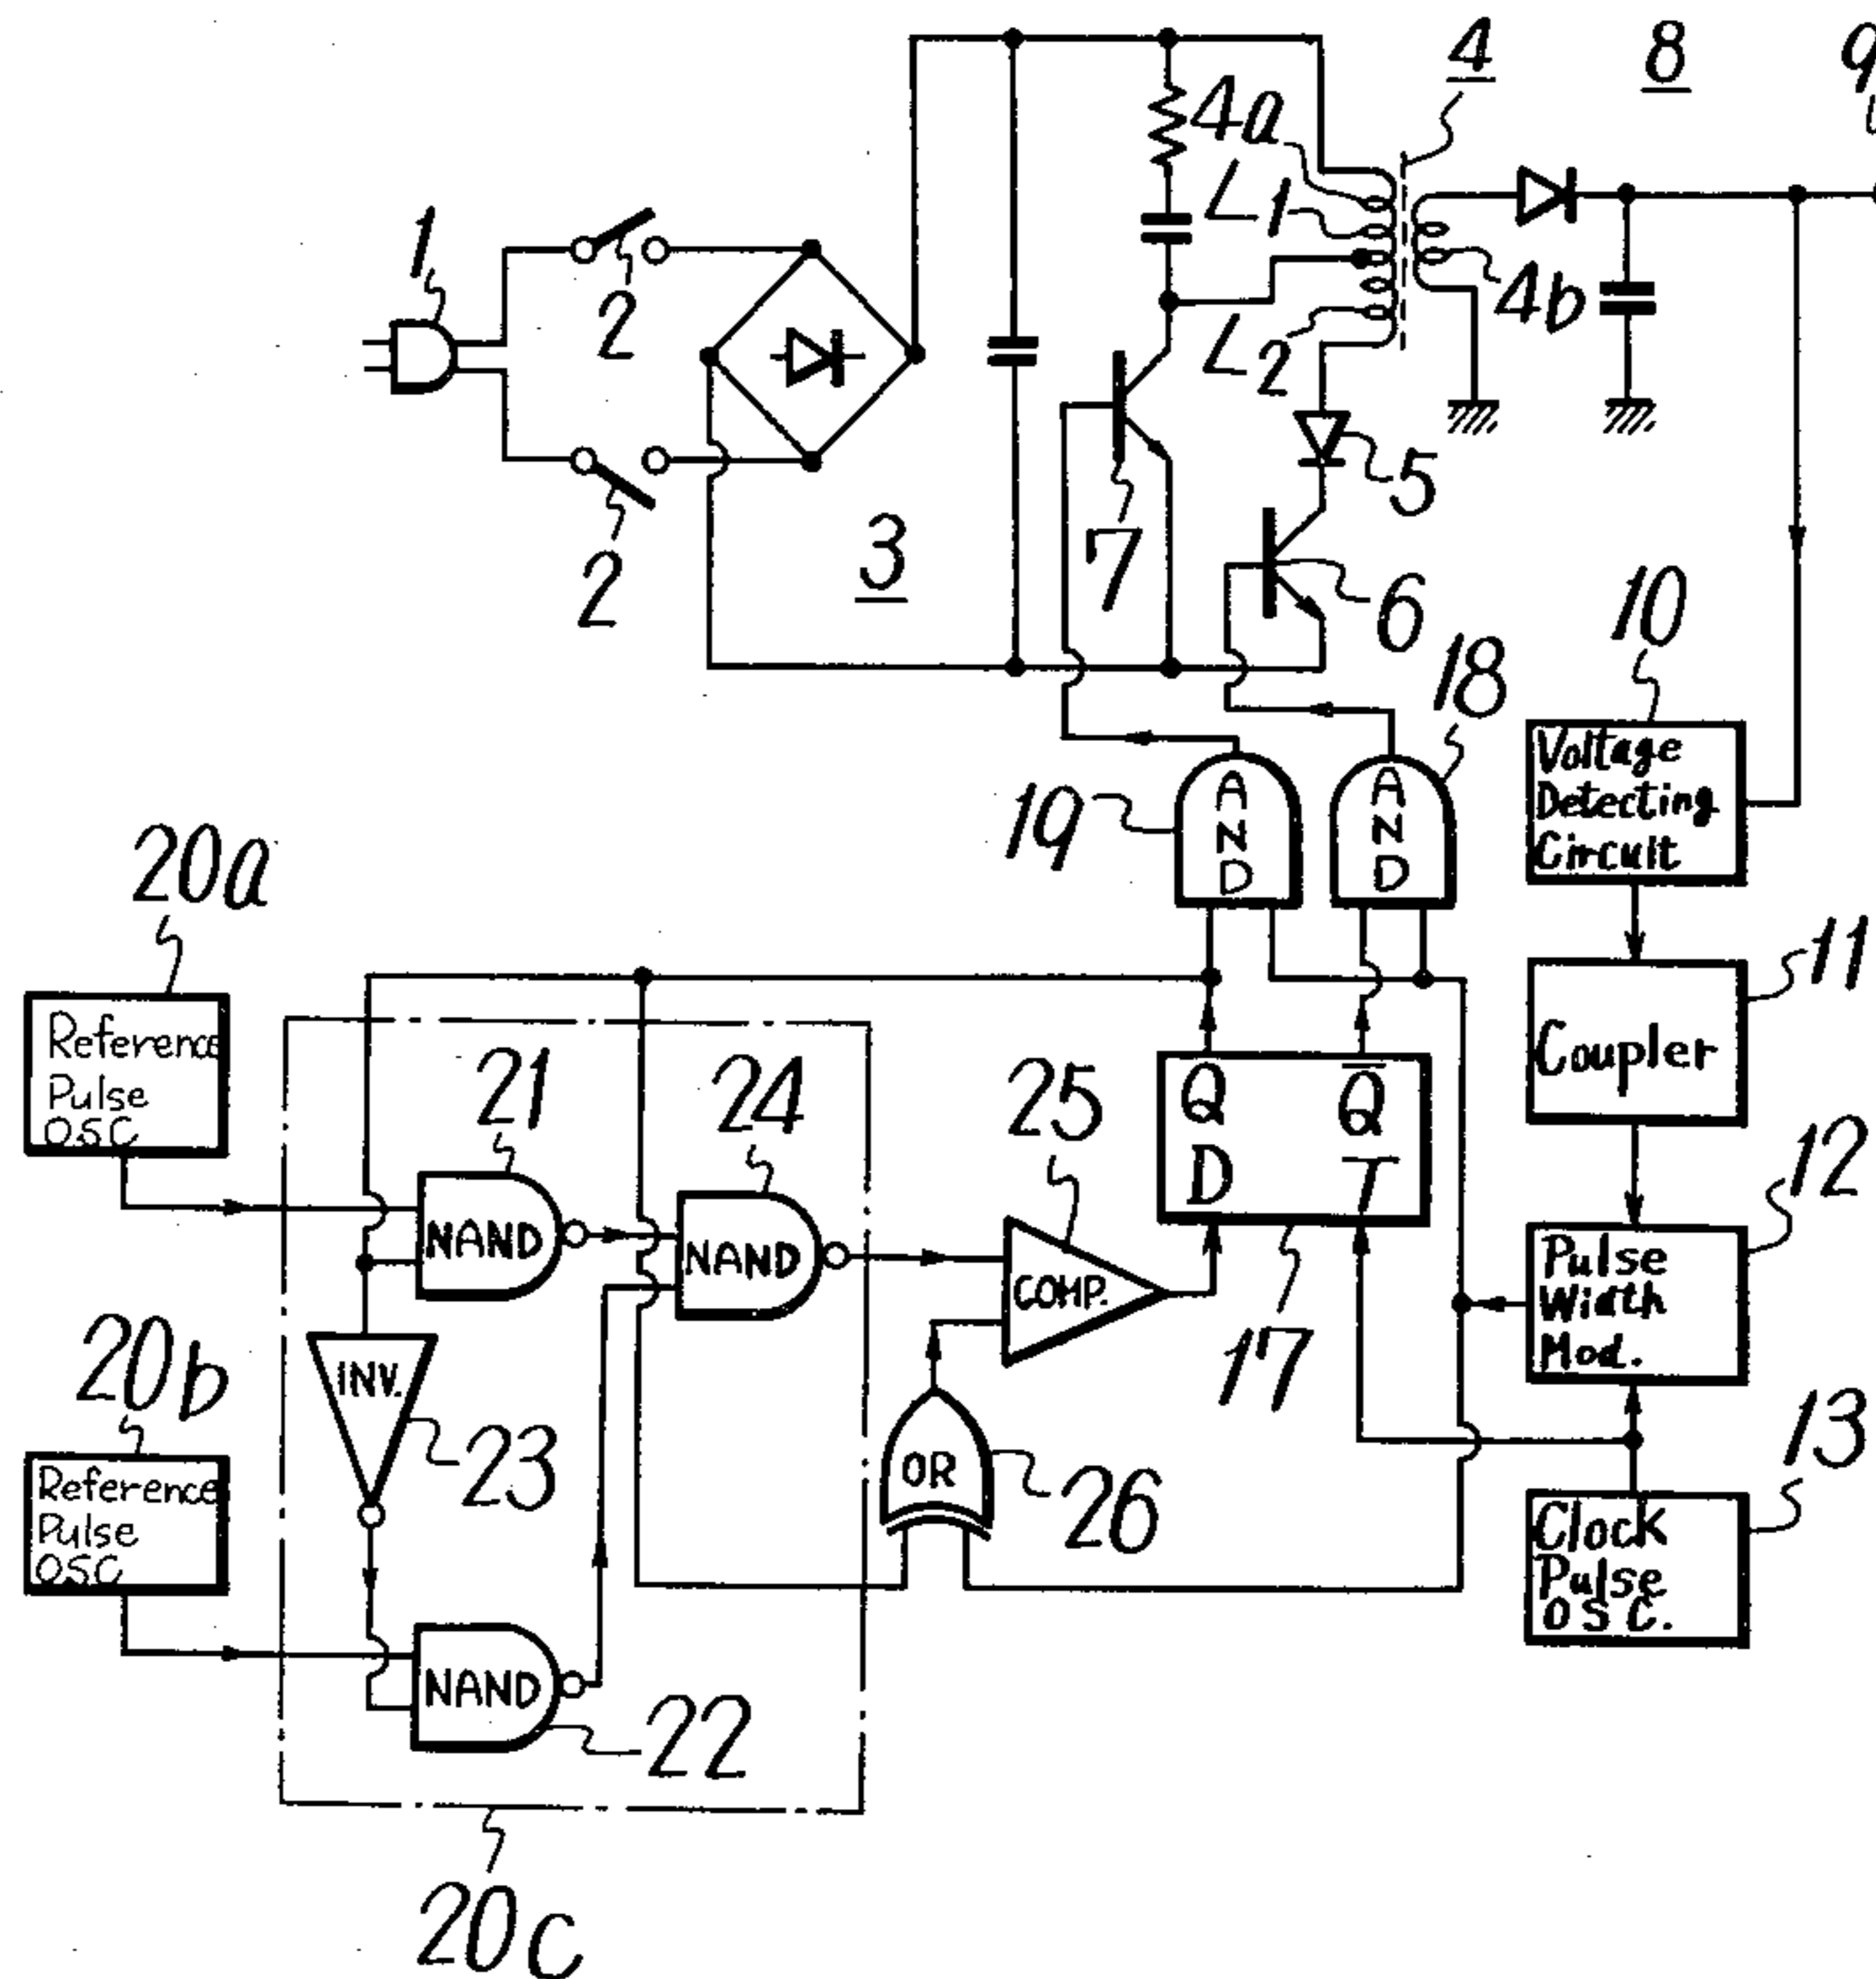 4
8
9
4a
L1
1
2
4b
L2
5
2
3
7
6
10
18
Voltage
Detecting
Circuit
19
AND
AND
20a
11
Reference
Pulse
OSC
21
24
25
Q
Q̅
Coupler
12
D
T
NAND
NAND
COMP.
Pulse
Width
Mod.
20b
INV.
17
13
23
OR
26
Reference
Pulse
OSC
Clock
Pulse
OSC.
NAND
22
20c